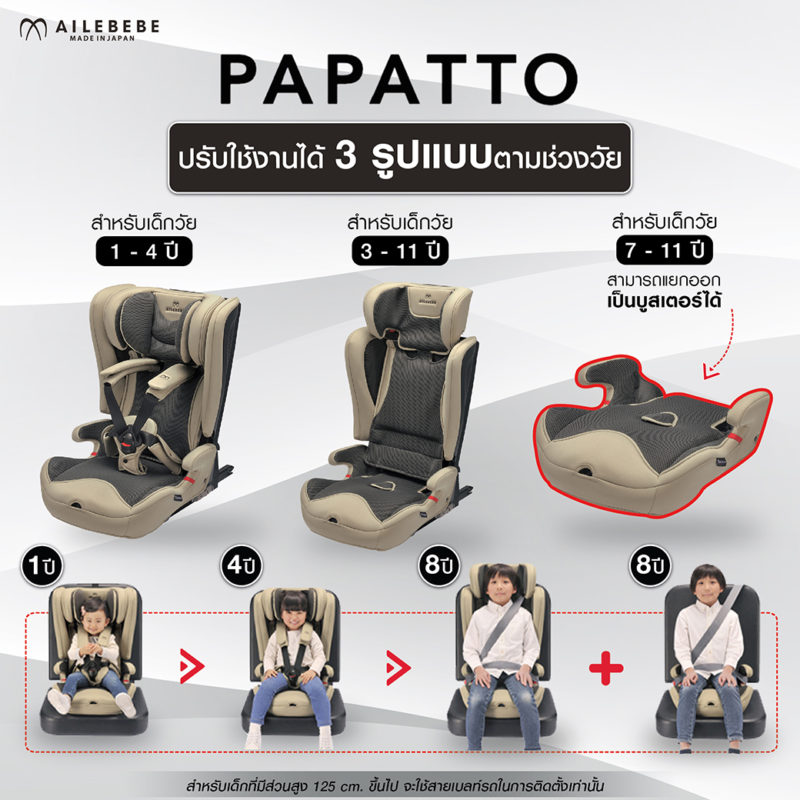 AILEBEBE
MADE IN JAPAN
PAPATTO
ปรับใช้งานได้ 3 รูปแบบตามช่วงวัย
สำหรับเด็กวัย
1 - 4 ปี
สำหรับเด็กวัย
3 - 11 ปี
สำหรับเด็กวัย
7 - 11 ปี
สามารถแยกออก
เป็นบูสเตอร์ได้
AILEBEBE
1 ปี
4 ปี
8 ปี
8 ปี
สำหรับเด็กที่มีส่วนสูง 125 cm. ขึ้นไป จะใช้สายเบลท์รถในการติดตั้งเท่านั้น